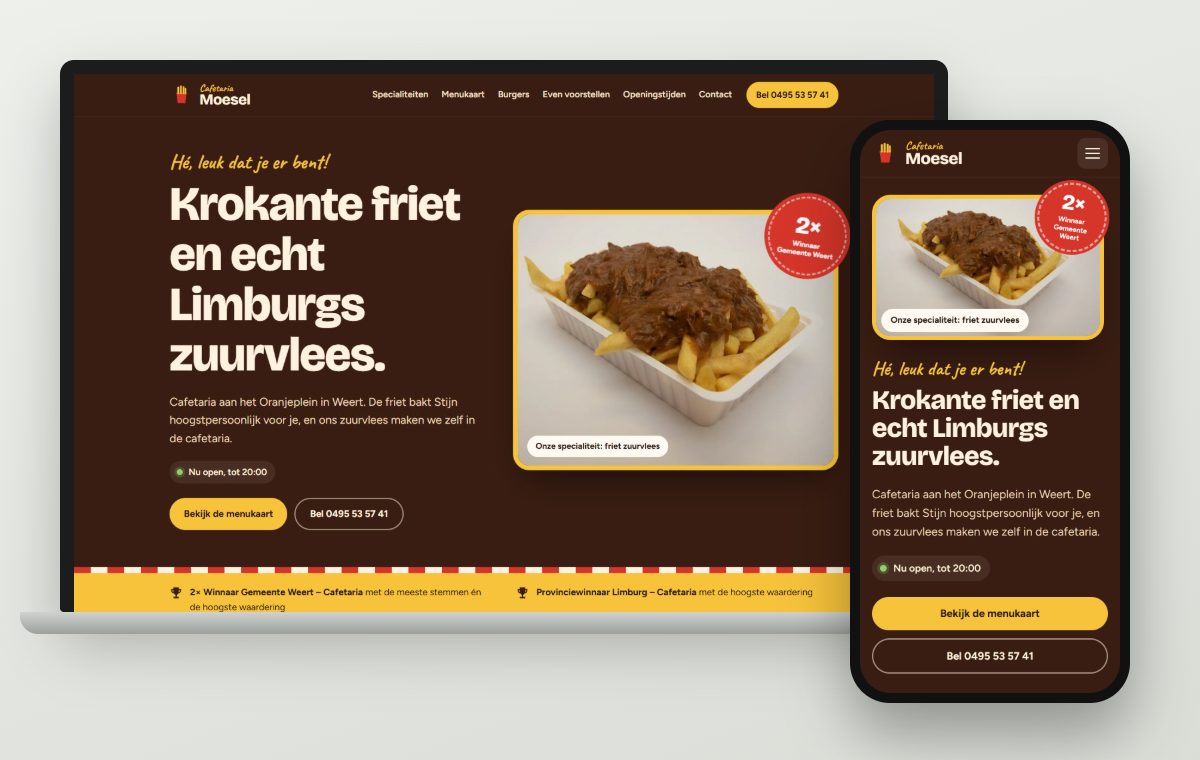 Cafetaria
Moesel
Specialiteiten Menukaart Burgers Even voorstellen Openingstijden Contact Bel 0495 53 57 41
Hé, leuk dat je er bent!
Krokante friet
en echt
Limburgs
zuurvlees.
Cafetaria aan het Oranjeplein in Weert. De friet bakt Stijn
hoogstpersoonlijk voor je, en ons zuurvlees maken we zelf in
de cafetaria.
Nu open, tot 20:00
Bekijk de menukaart Bel 0495 53 57 41
2×
Winnaar
Gemeente Weert
Onze specialiteit: friet zuurvlees
2× Winnaar Gemeente Weert – Cafetaria met de meeste stemmen én
de hoogste waardering
Provinciewinnaar Limburg – Cafetaria met de hoogste waardering
Cafetaria
Moesel
2×
Winnaar
Gemeente
Weert
Onze specialiteit: friet zuurvlees
Hé, leuk dat je er bent!
Krokante friet en
echt Limburgs
zuurvlees.
Cafetaria aan het Oranjeplein in Weert. De
friet bakt Stijn hoogstpersoonlijk voor je, en
ons zuurvlees maken we zelf in de cafetaria.
Nu open, tot 20:00
Bekijk de menukaart
Bel 0495 53 57 41